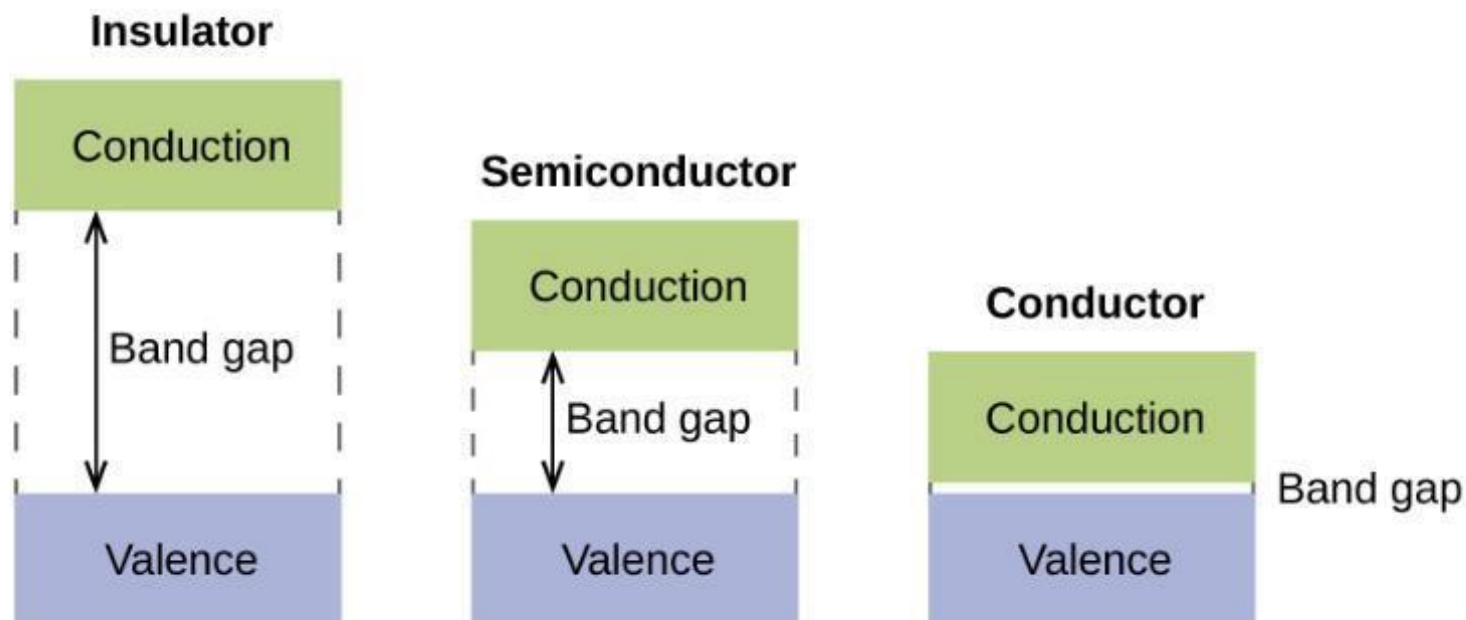 Insulator
Conduction
Band gap
Valence
Semiconductor
Conduction
Band gap
Valence
Conductor
Conduction
Band gap
Valence